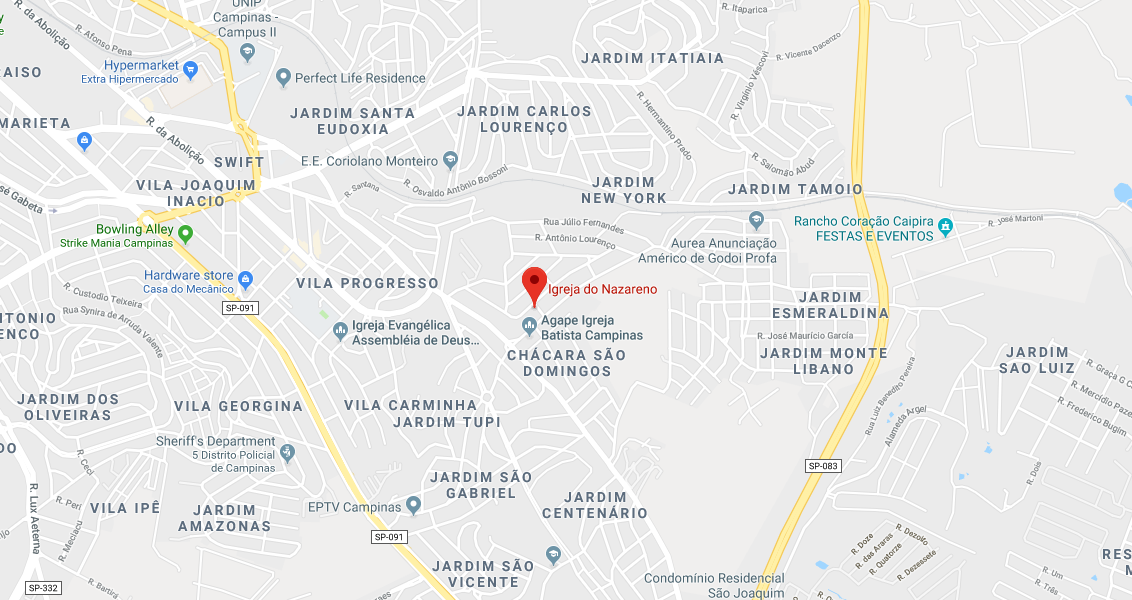 UNIP
Campinas -
Campus II
R. da Abolição
R. Afonso Pena
R. Itaparica
R. Vicente Dacenzo
JARDIM ITATIAIA
Hypermarket
Extra Hipermercado
Perfect Life Residence
R. Virgínio Véscovi
R. Hermantino Prado
AISO
MARIETA
JARDIM SANTA
EUDOXIA
JARDIM CARLOS
LOURENÇO
R. da Abolição
SWIFT
E.E. Coriolano Monteiro
R. Salomão Abud
VILA JOAQUIM
INACIO
R. Santana
R. Osvaldo Antônio Bossoni
JARDIM
NEW YORK
JARDIM TAMOIO
sé Gabeta
Bowling Alley
Strike Mania Campinas
Rua Júlio Fernandes
R. Antônio Lourenço
Aurea Anunciação
Américo de Godoi Profa
Rancho Coração Caipira
FESTAS E EVENTOS
R. José Martoni
Hardware store
Casa do Mecânico
SP-091
VILA PROGRESSO
Igreja do Nazareno
JARDIM
ESMERALDINA
R. Custodio Teixeira
Rua Synira de Arruda Valente
NTONIO
ENCO
Igreja Evangélica
Assembléia de Deus...
Agape Igreja
Batista Campinas
R. José Maurício Garcia
CHÁCARA SÃO
DOMINGOS
JARDIM MONTE
LIBANO
JARDIM
SAO LUIZ
R. Graça G C
R. Mercídio Paze
R. Frederico Bugim
Rua Luiz Benedito Pereira
Alameda Argel
JARDIM DOS
OLIVEIRAS
VILA GEORGINA
VILA CARMINHA
JARDIM TUPI
Sheriff's Department
5 Distrito Policial
de Campinas
DO
R. Ceci
SP-083
R. Dois
R. Lux Aeterna
R. Peri
R. Meciacu
VILA IPÊ
JARDIM
AMAZONAS
EPTV Campinas
JARDIM SÃO
GABRIEL
JARDIM
CENTENÁRIO
SP-091
R. Doze
R. das Araras
R. Quatorze
R. Dezoito
R. Dezessete
RES
M
JARDIM SÃO
VICENTE
Condomínio Residencial
São Joaquim
R. Um
R. Três
SP-332
R. Bartira